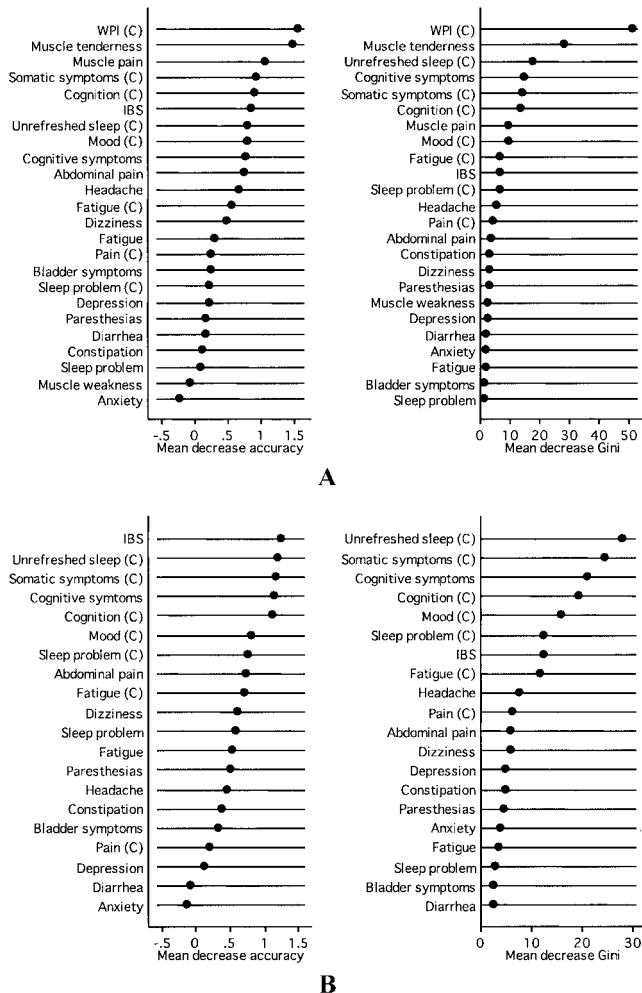 WPI (C)
Muscle tenderness
Muscle pain
Somatic symptoms (C)
Cognition (C)
IBS
Unrefreshed sleep (C)
Mood (C)
Cognitive symptoms
Abdominal pain
Headache
Fatigue (C)
Dizziness
Fatigue
Pain (C)
Bladder symptoms
Sleep problem (C)
Depression
Paresthesias
Diarrhea
Constipation
Sleep problem
Muscle weakness
Anxiety
-.5 0 .5 1 1.5
Mean decrease accuracy
WPI (C)
Muscle tenderness
Unrefreshed sleep (C)
Cognitive symptoms
Somatic symptoms (C)
Cognition (C)
Muscle pain
Mood (C)
Fatigue (C)
IBS
Sleep problem (C)
Headache
Pain (C)
Abdominal pain
Constipation
Dizziness
Paresthesias
Muscle weakness
Depression
Diarrhea
Anxiety
Fatigue
Bladder symptoms
Sleep problem
0 10 20 30 40 50
Mean decrease Gini
A
IBS
Unrefreshed sleep (C)
Somatic symptoms (C)
Cognitive symtoms
Cognition (C)
Mood (C)
Sleep problem (C)
Abdominal pain
Fatigue (C)
Dizziness
Sleep problem
Fatigue
Paresthesias
Headache
Constipation
Bladder symptoms
Pain (C)
Depression
Diarrhea
Anxiety
-.5 0 .5 1 1.5
Mean decrease accuracy
Unrefreshed sleep (C)
Somatic symptoms (C)
Cognitive symptoms
Cognition (C)
Mood (C)
Sleep problem (C)
IBS
Fatigue (C)
Headache
Pain (C)
Abdominal pain
Dizziness
Depression
Constipation
Paresthesias
Anxiety
Fatigue
Sleep problem
Bladder symptoms
Diarrhea
0 10 20 30
Mean decrease Gini
B